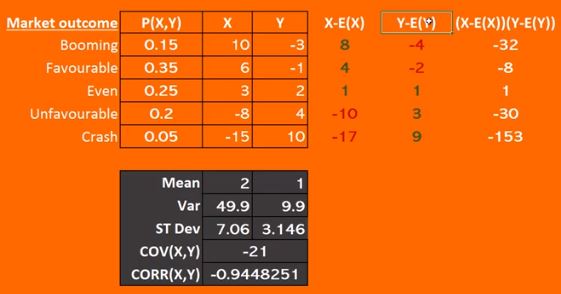 Market outcome P(X,Y) X Y X-E(X) Y-E(Y) (X-E(X))(Y-E(Y))
Booming 0.15 10 -3 8 -4 -32
Favourable 0.35 6 -1 4 -2 -8
Even 0.25 3 2 1 1 1
Unfavourable 0.2 -8 4 -10 3 -30
Crash 0.05 -15 10 -17 9 -153
Mean 2 1
Var 49.9 9.9
ST Dev 7.06 3.146
COV(X,Y) -21
CORR(X,Y) -0.9448251